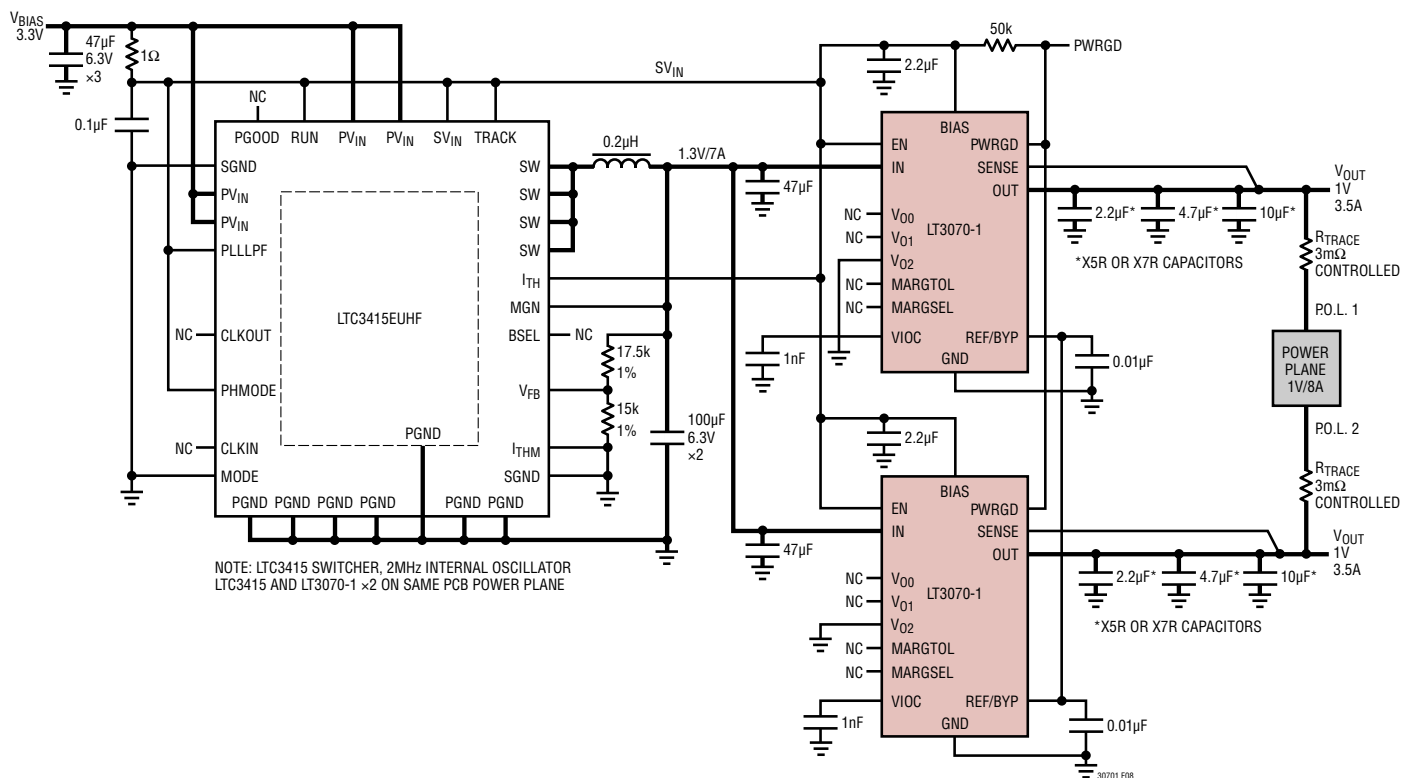 VBIAS
3.3V
47µF
6.3V
×3
1Ω
0.1µF
NC
PGOOD RUN PVIN PVIN SVIN TRACK
SGND
PVIN
PVIN
PLLLPF
NC CLKOUT
PHMODE
NC CLKIN
MODE
LTC3415EUHF
PGND
PGND PGND PGND PGND PGND PGND
SW
SW
SW
SW
ITH
MGN
BSEL NC
VFB
ITHM
SGND
0.2µH
1.3V/7A
17.5k
1%
15k
1%
100µF
6.3V
×2
NOTE: LTC3415 SWITCHER, 2MHz INTERNAL OSCILLATOR
LTC3415 AND LT3070-1 ×2 ON SAME PCB POWER PLANE
SVIN
2.2µF
50k
PWRGD
47µF
BIAS
EN PWRGD
IN SENSE
OUT
NC VO0
NC VO1
VO2
NC MARGTOL
NC MARGSEL
VIOC REF/BYP
GND
LT3070-1
1nF
0.01µF
2.2µF* 4.7µF* 10µF*
*X5R OR X7R CAPACITORS
VOUT
1V
3.5A
RTRACE
3mΩ
CONTROLLED
P.O.L. 1
POWER
PLANE
1V/8A
P.O.L. 2
RTRACE
3mΩ
CONTROLLED
2.2µF
47µF
BIAS
EN PWRGD
IN SENSE
OUT
NC VO0
NC VO1
VO2
NC MARGTOL
NC MARGSEL
VIOC REF/BYP
GND
LT3070-1
1nF
0.01µF
2.2µF* 4.7µF* 10µF*
*X5R OR X7R CAPACITORS
VOUT
1V
3.5A
30701 F08